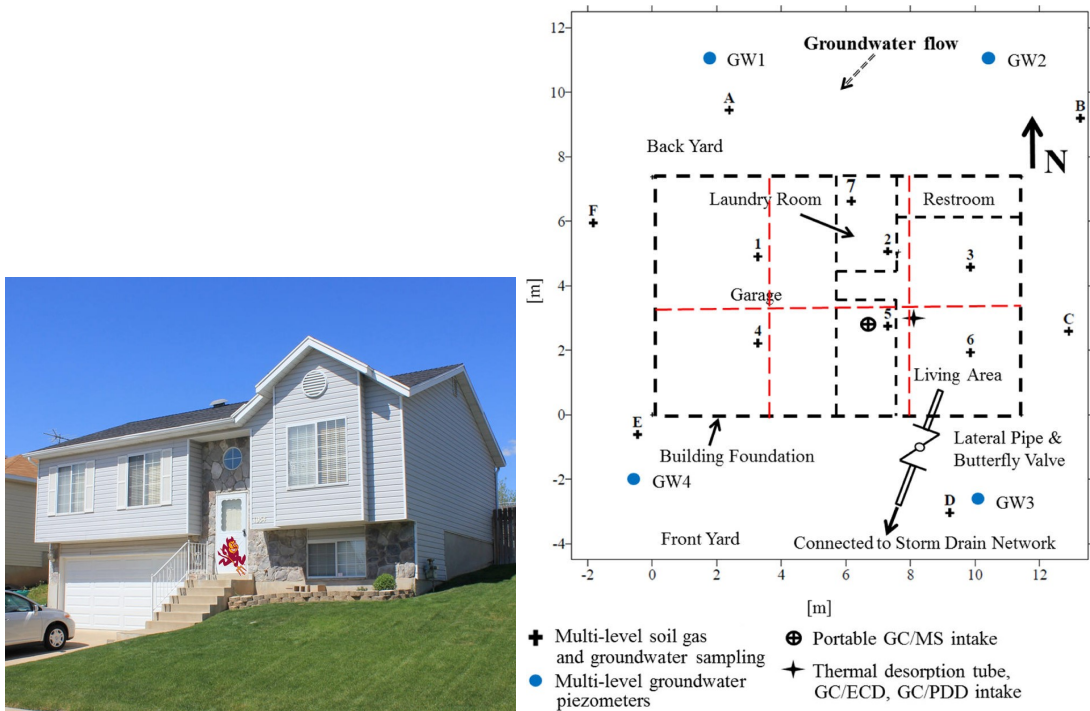 12
10
8
6
4
2
0
-2
-4
[m]
-2
0
2
4
6
8
10
12
[m]
Groundwater flow
GW1
GW2
A
B
N
Back Yard
7
Laundry Room
Restroom
F
1
2
3
Garage
4
5
6
C
Living Area
E
Building Foundation
Lateral Pipe &
Butterfly Valve
GW4
D
GW3
Front Yard
Connected to Storm Drain Network
Multi-level soil gas
and groundwater sampling
Multi-level groundwater
piezometers
Portable GC/MS intake
Thermal desorption tube,
GC/ECD, GC/PDD intake